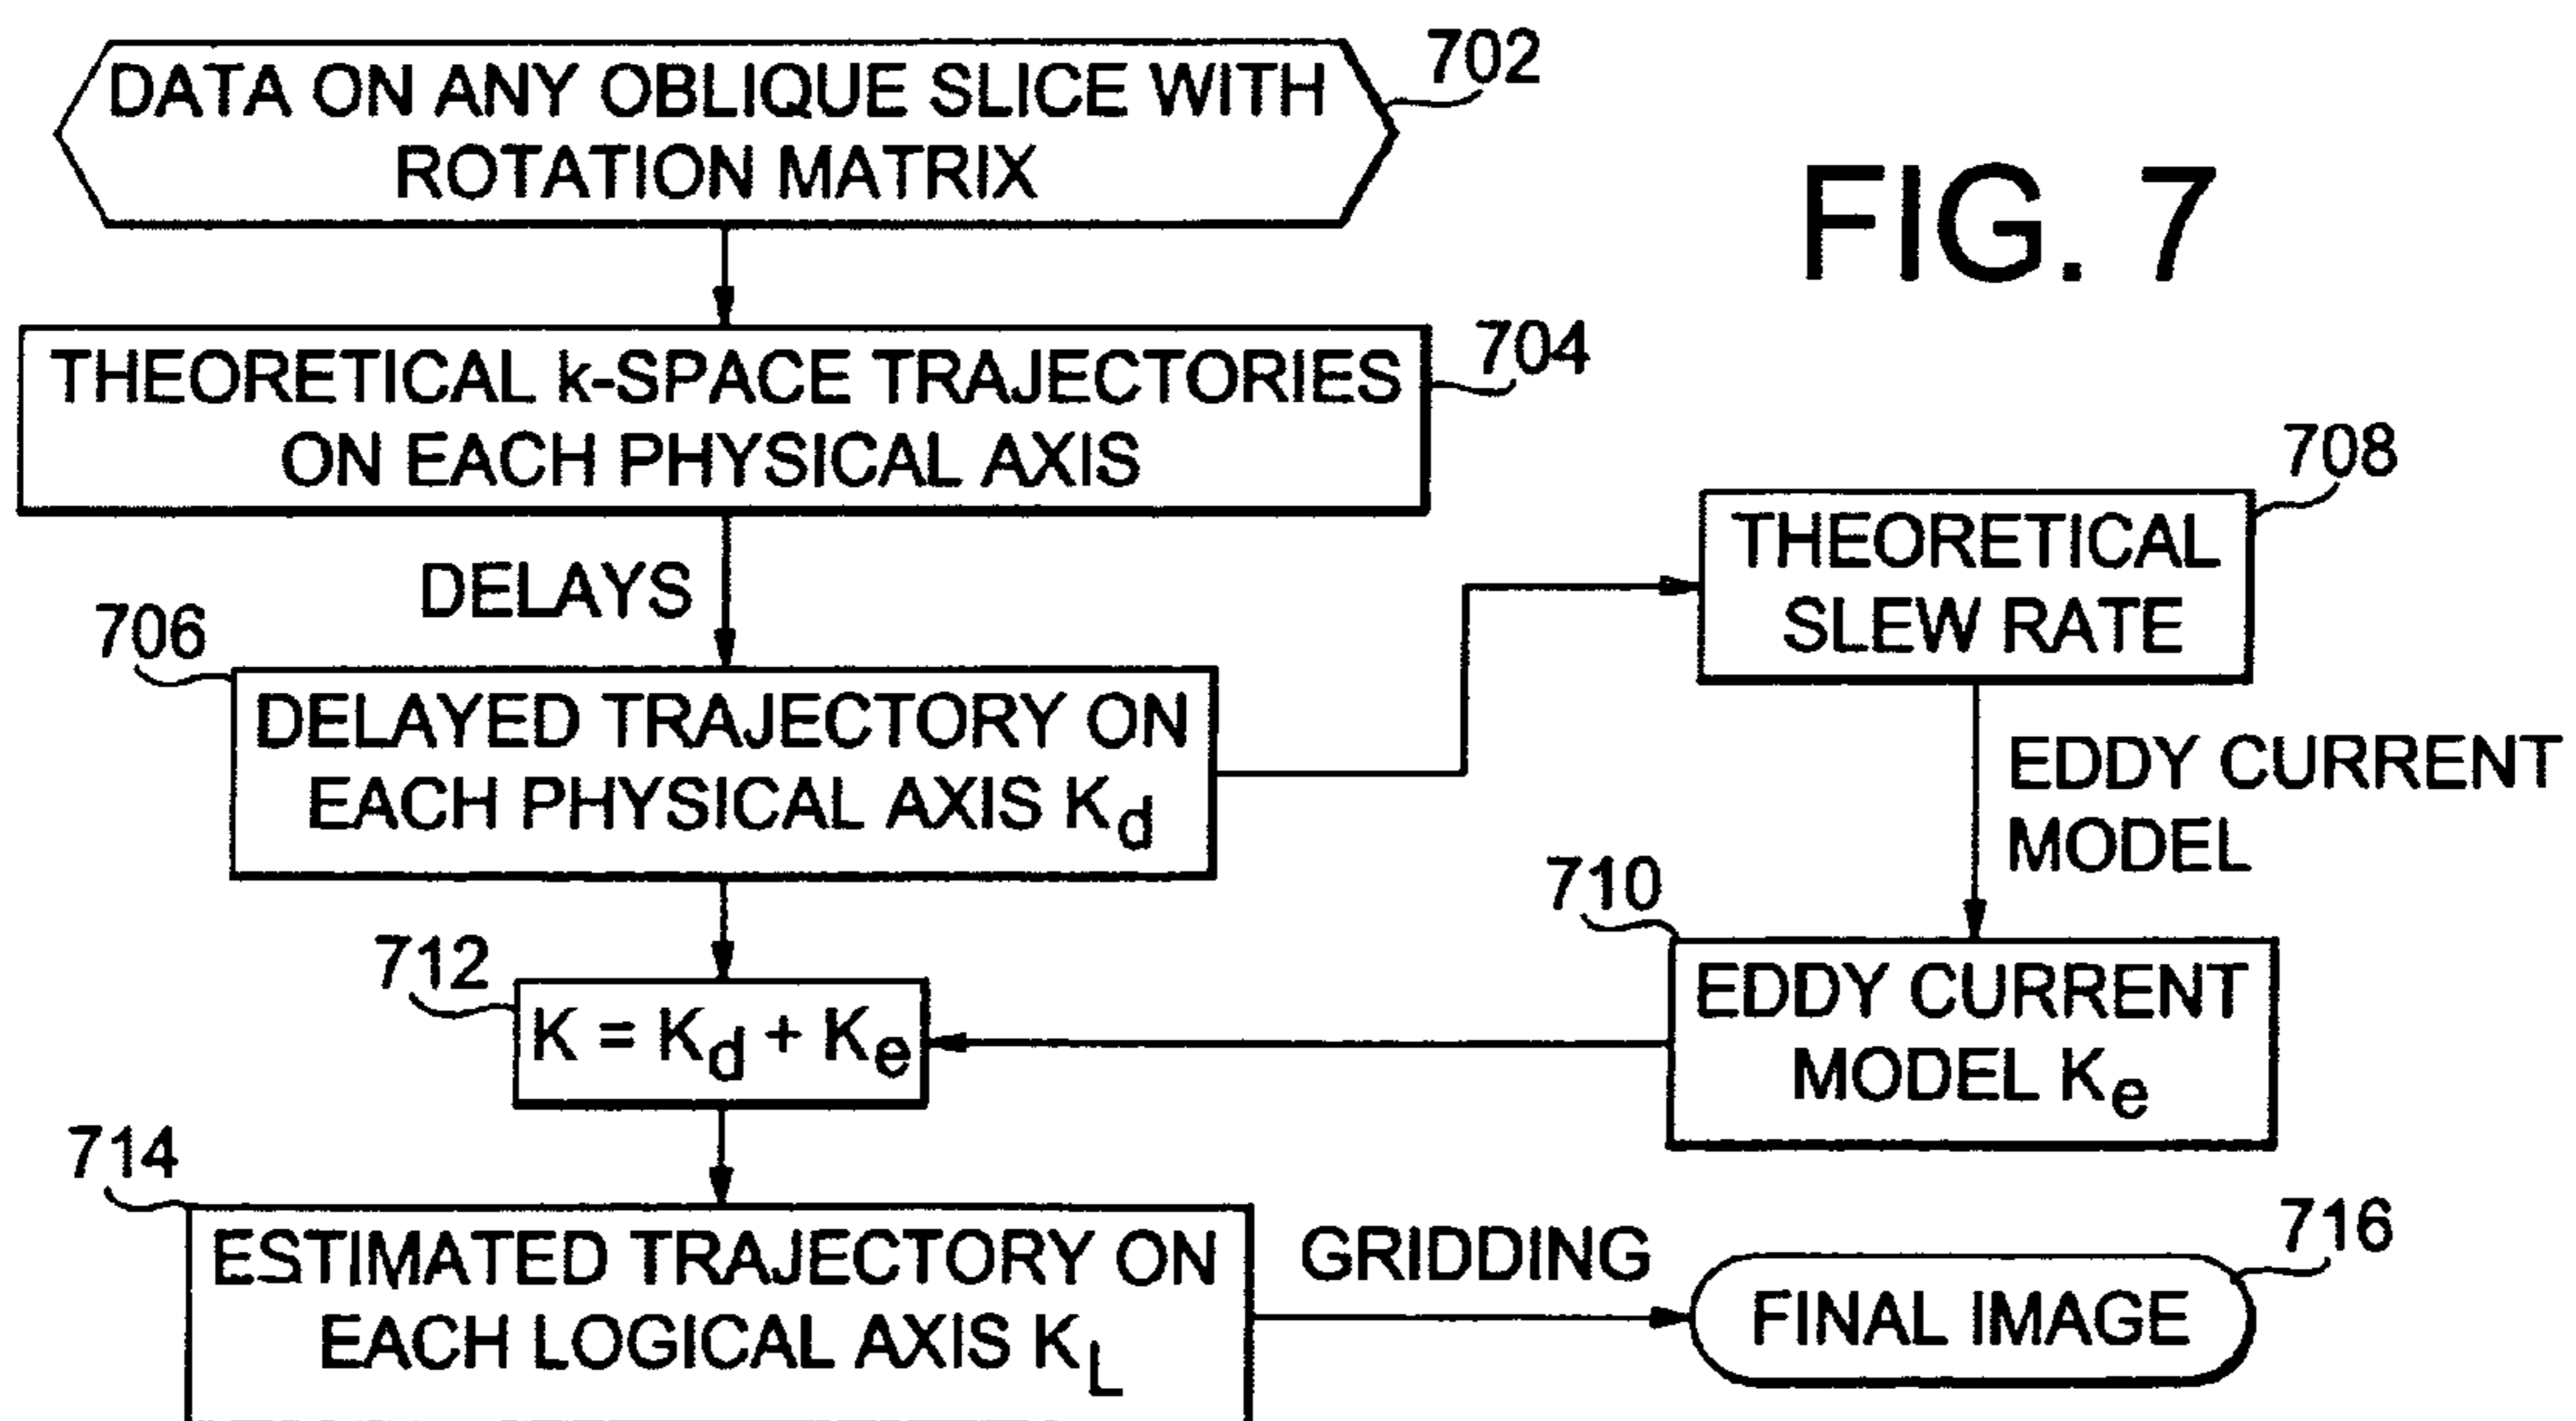 702
DATA ON ANY OBLIQUE SLICE WITH
ROTATION MATRIX
FIG. 7
704
THEORETICAL k-SPACE TRAJECTORIES
ON EACH PHYSICAL AXIS
DELAYS
706
DELAYED TRAJECTORY ON
EACH PHYSICAL AXIS Kd
708
THEORETICAL
SLEW RATE
EDDY CURRENT
MODEL
710
EDDY CURRENT
MODEL Ke
712
K = Kd + Ke
714
ESTIMATED TRAJECTORY ON
EACH LOGICAL AXIS KL
GRIDDING
716
FINAL IMAGE